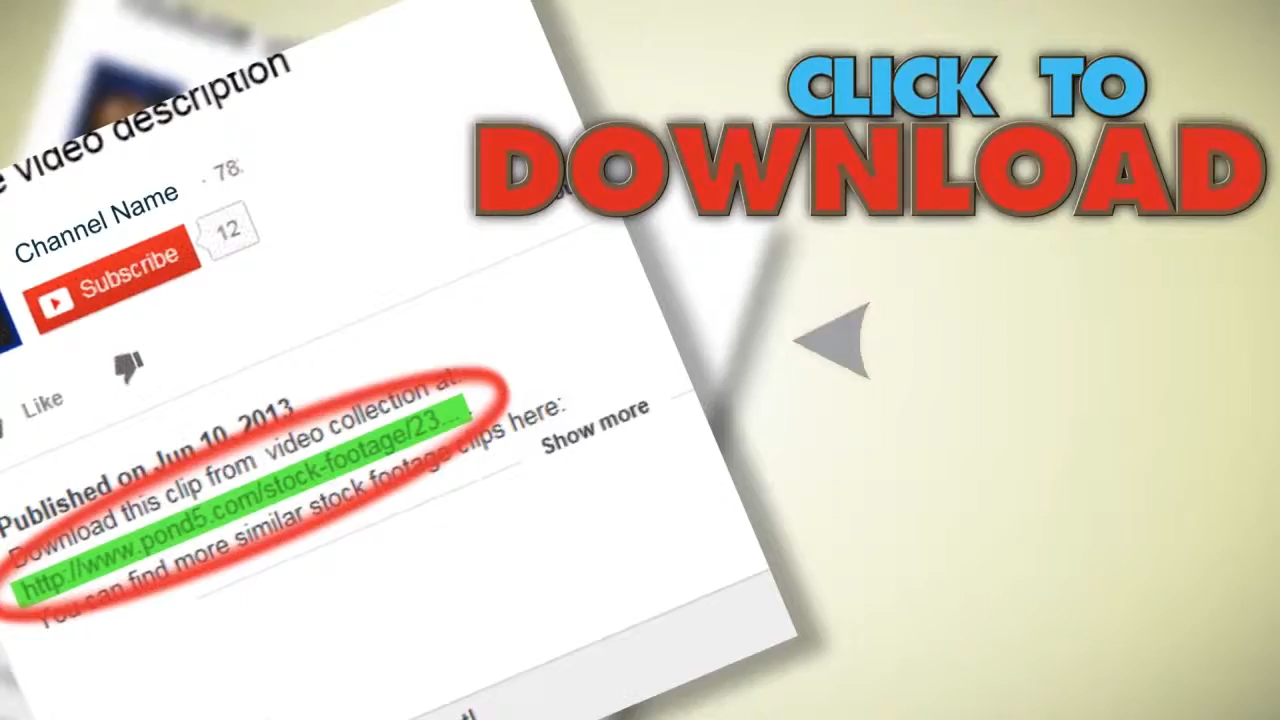 CLICK TO
DOWNLOAD
video description
Channel Name
78
Subscribe
12
Like
Published on Jun 10, 2013
Download this clip from video collection at:
http://www.pond5.com/stock-footage/23...
You can find more similar stock footage clips here:
Show more